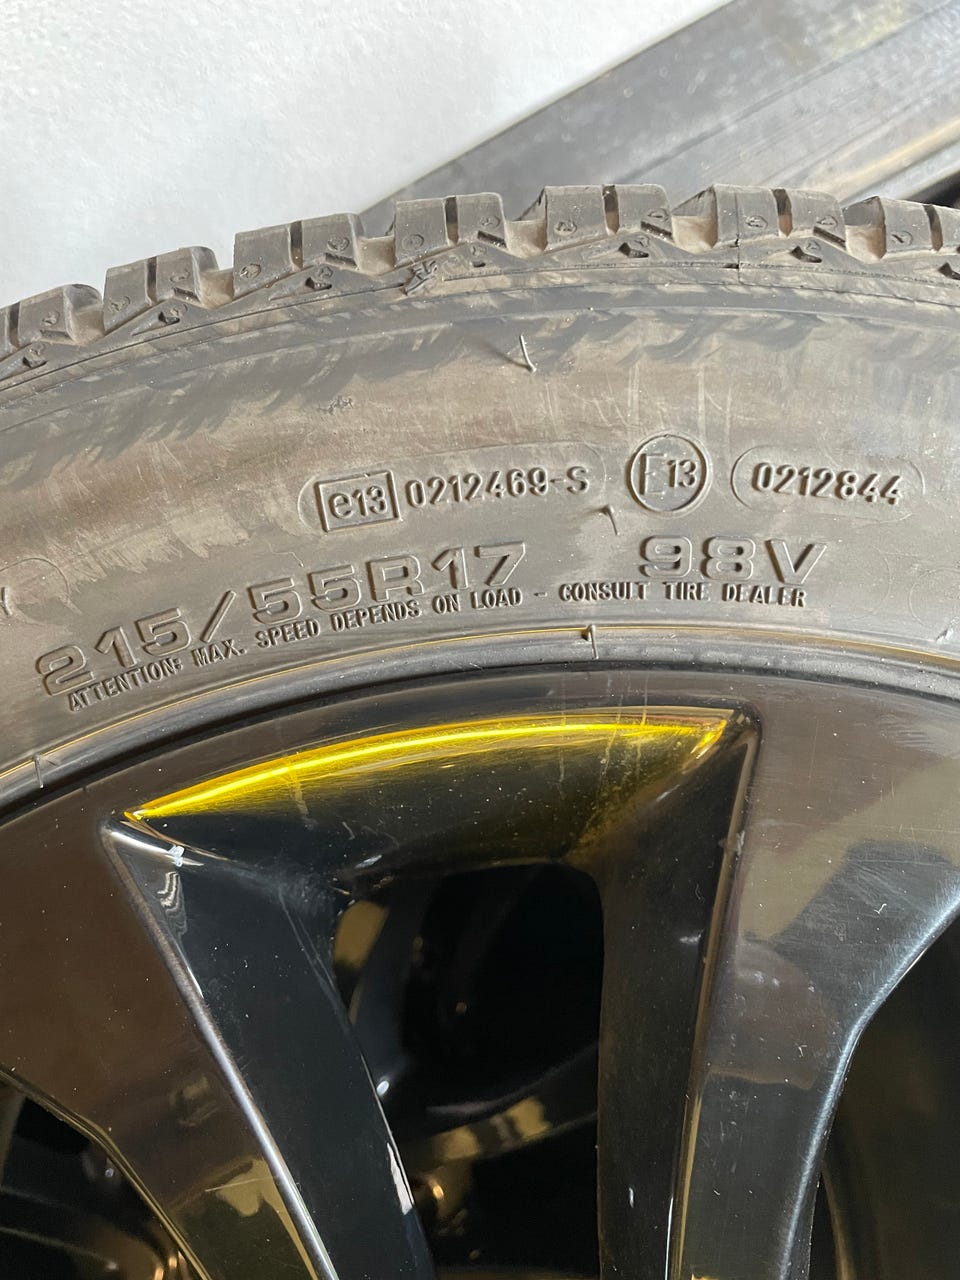 e13 0212469-S E13 0212844
215/55R17 98V
ATTENTION: MAX. SPEED DEPENDS ON LOAD - CONSULT TIRE DEALER